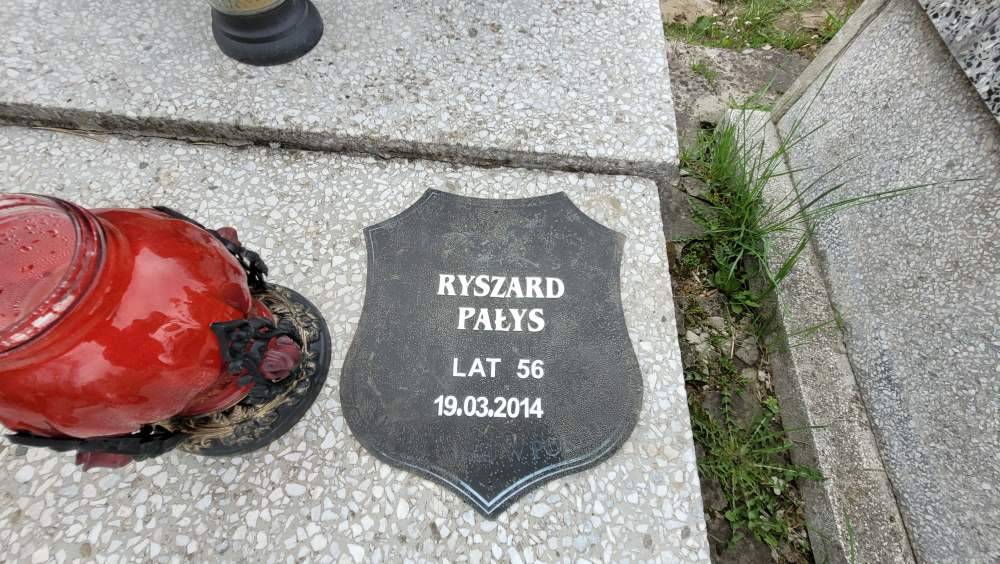 RYSZARD
PAŁYS
LAT 56
19.03.2014